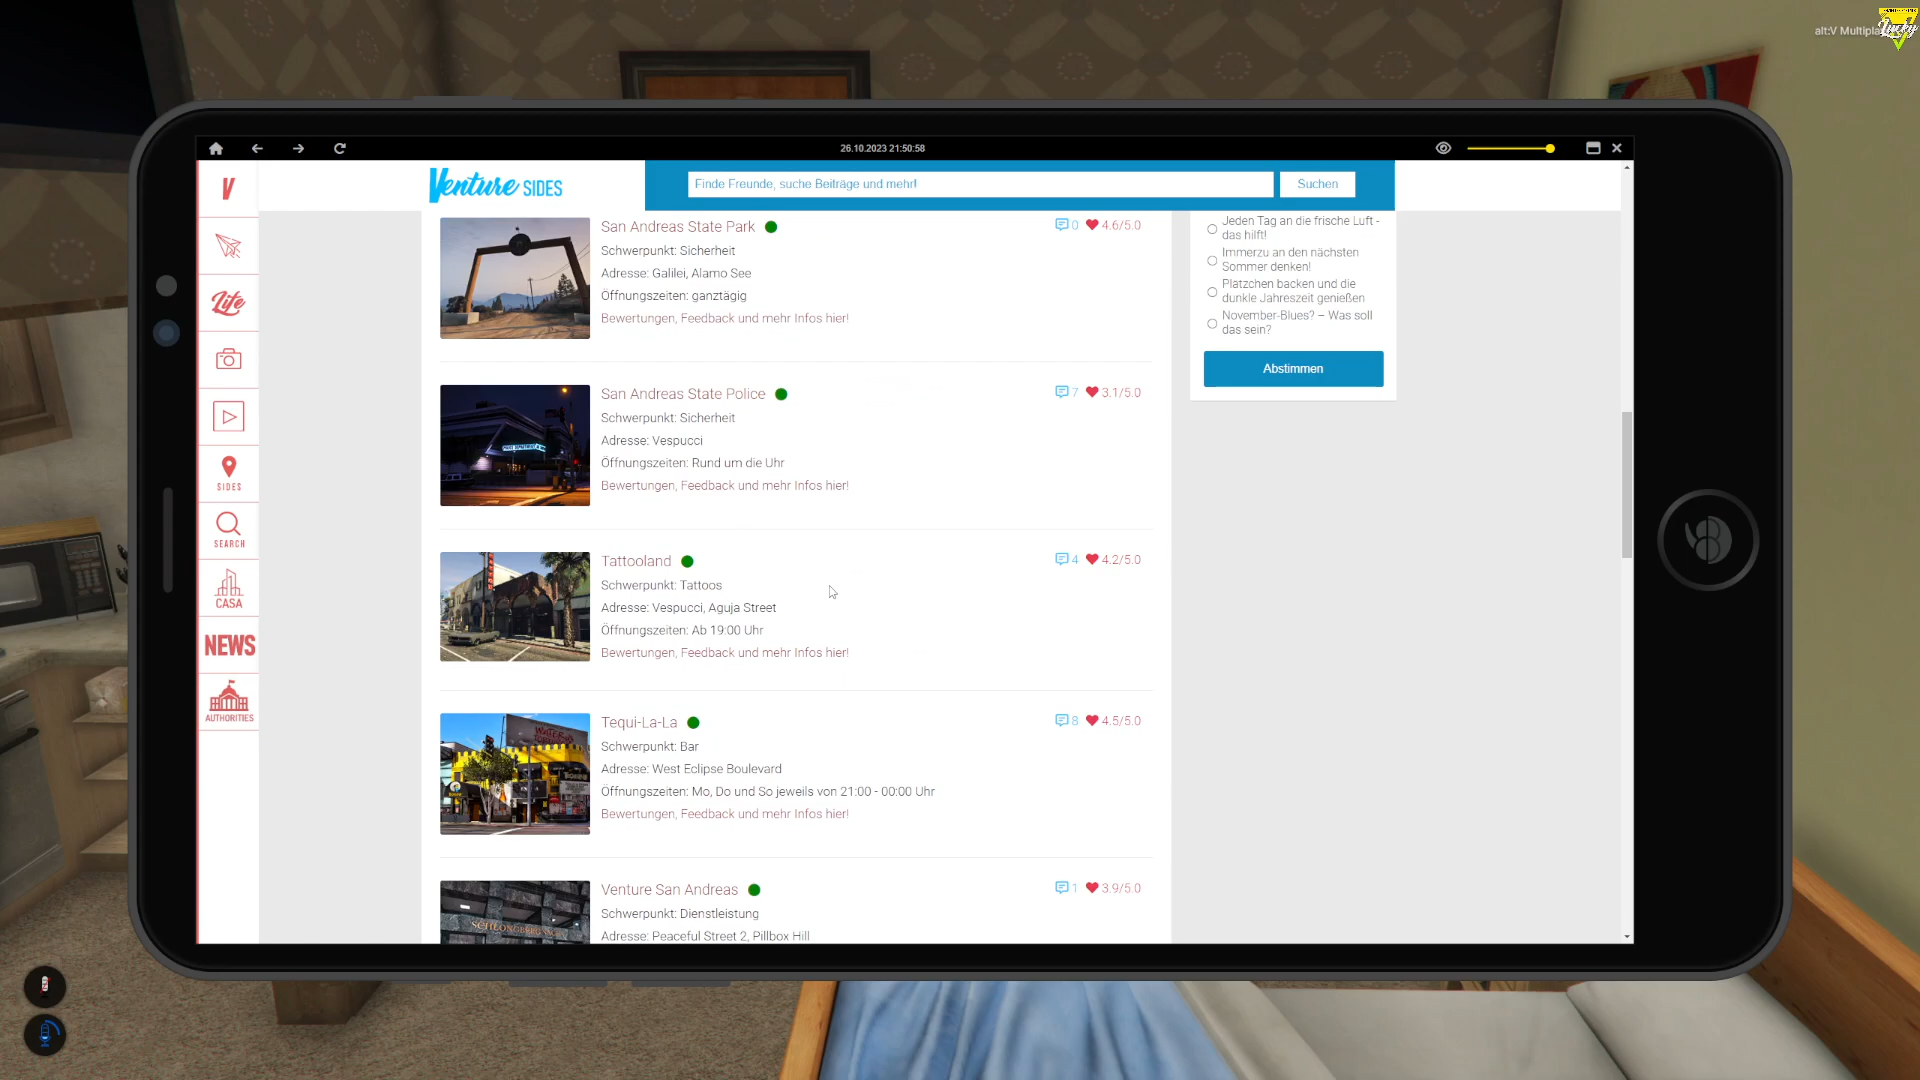 alt:V Multipla
Lucky
V
26.10.2023 21:50:58
Venture SIDES
Finde Freunde, suche Beiträge und mehr!
Suchen
Life
SIDES
SEARCH
CASA
NEWS
AUTHORITIES
San Andreas State Park
0 4.6/5.0
Schwerpunkt: Sicherheit
Adresse: Galilei, Alamo See
Öffnungszeiten: ganztägig
Bewertungen, Feedback und mehr Infos hier!
San Andreas State Police
7 3.1/5.0
Schwerpunkt: Sicherheit
Adresse: Vespucci
Öffnungszeiten: Rund um die Uhr
Bewertungen, Feedback und mehr Infos hier!
Tattooland
4 4.2/5.0
Schwerpunkt: Tattoos
Adresse: Vespucci, Aguja Street
Öffnungszeiten: Ab 19:00 Uhr
Bewertungen, Feedback und mehr Infos hier!
Tequi-La-La
8 4.5/5.0
Schwerpunkt: Bar
Adresse: West Eclipse Boulevard
Öffnungszeiten: Mo, Do und So jeweils von 21:00 - 00:00 Uhr
Bewertungen, Feedback und mehr Infos hier!
Venture San Andreas
1 3.9/5.0
Schwerpunkt: Dienstleistung
Adresse: Peaceful Street 2, Pillbox Hill
Jeden Tag an die frische Luft -
das hilft!
Immerzu an den nächsten
Sommer denken!
Plätzchen backen und die
dunkle Jahreszeit genießen
November-Blues? – Was soll
das sein?
Abstimmen